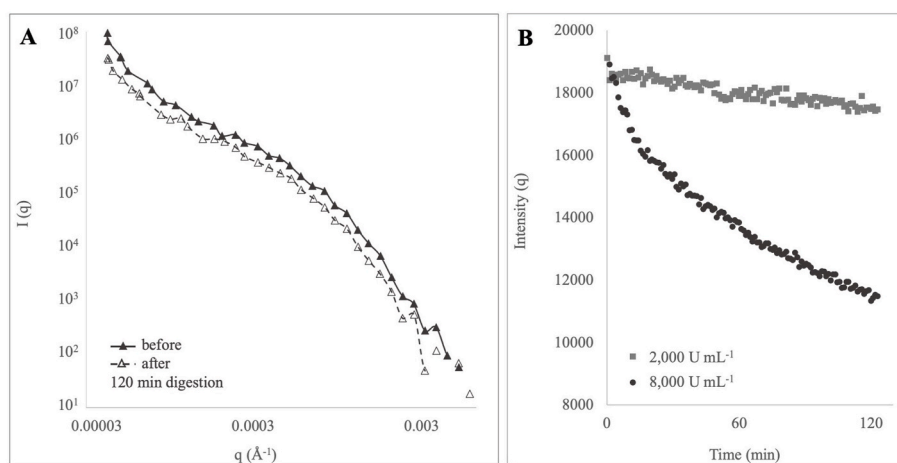 A
10⁸
10⁷
10⁶
10⁵
10⁴
10³
10²
10¹
I (q)
before
after
120 min digestion
0.00003
0.0003
0.003
q (Å⁻¹)
B
20000
18000
16000
14000
12000
10000
8000
Intensity (q)
2,000 U mL⁻¹
8,000 U mL⁻¹
0
60
120
Time (min)